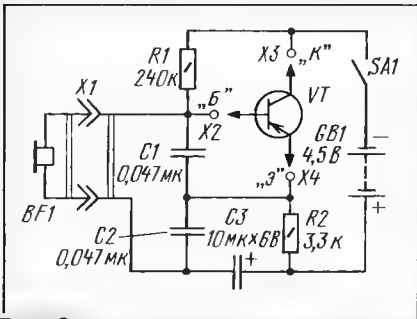 R1
240к
X3 „К"
SA1
X1
„Б"
X2
VT
GB1
4,5В
C1
0,047мк
„Э" X4
BF1
C2
0,047мк
C3
10мк×6В
R2
3,3к